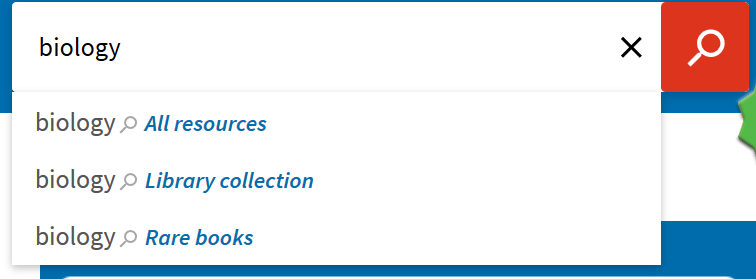 biology
biology All resources
biology Library collection
biology Rare books